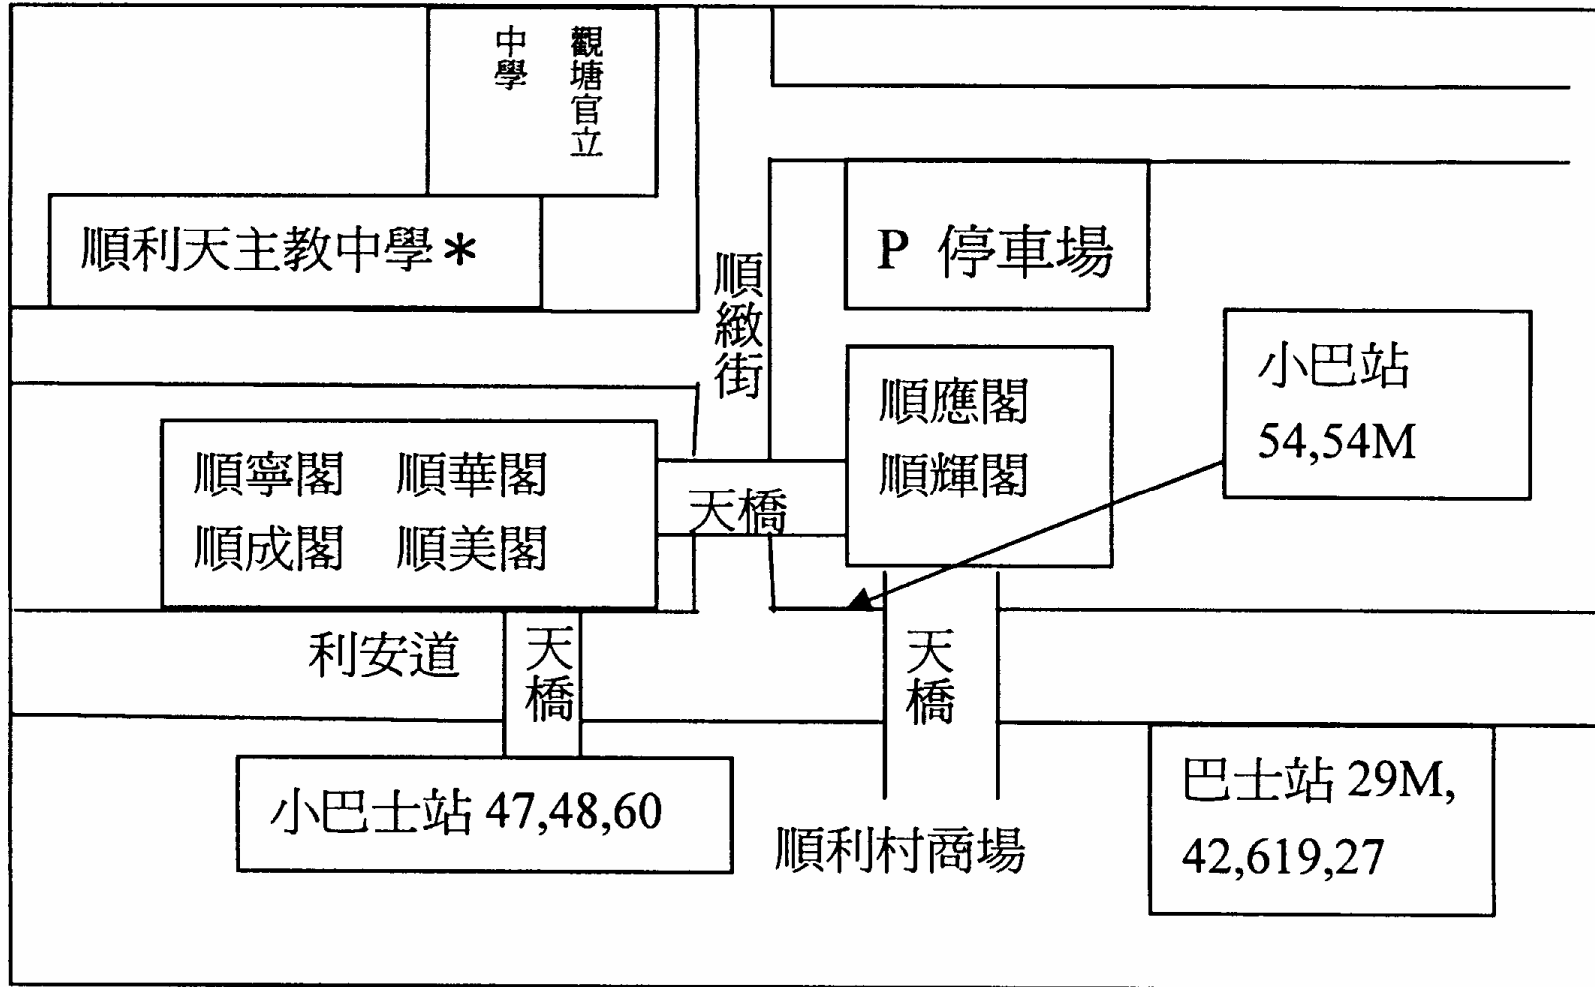 觀塘官立
中學
順利天主教中學*
P 停車場
順緻街
小巴站
54,54M
順應閣
順輝閣
順寧閣 順華閣
順成閣 順美閣
天橋
利安道
天橋
天橋
小巴士站 47,48,60
順利村商場
巴士站 29M,
42,619,27